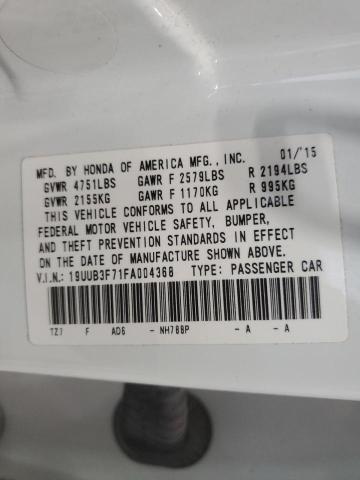 MFD. BY HONDA OF AMERICA MFG., INC. 01/'15
GVWR 4751LBS GAWR F 2579LBS R 2194LBS
GVWR 2155KG GAWR F 1170KG R 995KG
THIS VEHICLE CONFORMS TO ALL APPLICABLE
FEDERAL MOTOR VEHICLE SAFETY, BUMPER,
AND THEFT PREVENTION STANDARDS IN EFFECT
ON THE DATE OF MANUFACTURE SHOWN ABOVE.
V.I.N.: 19UUB3F71FA004368 TYPE: PASSENGER CAR
TZ1 F AD6 -NH788P -A -A